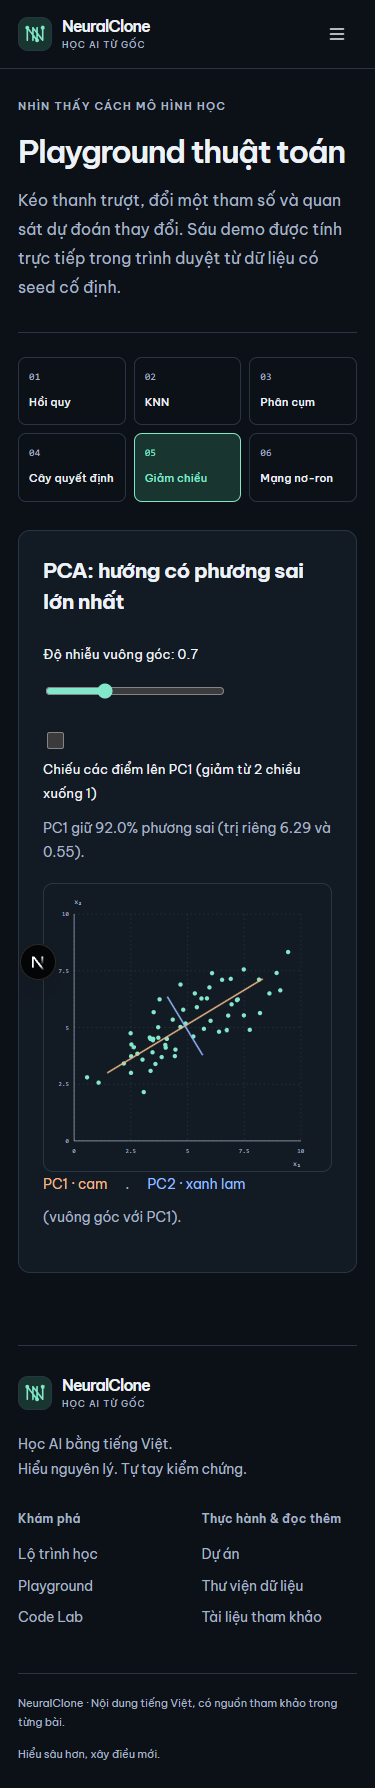 NeuralClone
HỌC AI TỪ GỐC
NHÌN THẤY CÁCH MÔ HÌNH HỌC
Playground thuật toán
Kéo thanh trượt, đổi một tham số và quan
sát dự đoán thay đổi. Sáu demo được tính
trực tiếp trong trình duyệt từ dữ liệu có
seed cố định.
01
Hồi quy
02
KNN
03
Phân cụm
04
Cây quyết định
05
Giảm chiều
06
Mạng nơ-ron
PCA: hướng có phương sai
lớn nhất
Độ nhiễu vuông góc: 0.7
Chiếu các điểm lên PC1 (giảm từ 2 chiều
xuống 1)
PC1 giữ 92.0% phương sai (trị riêng 6.29 và
0.55).
x₂
10
7.5
5
2.5
0
0 2.5 5 7.5 10
x₁
N
PC1 · cam . PC2 · xanh lam
(vuông góc với PC1).
NeuralClone
HỌC AI TỪ GỐC
Học AI bằng tiếng Việt.
Hiểu nguyên lý. Tự tay kiểm chứng.
Khám phá
Lộ trình học
Playground
Code Lab
Thực hành & đọc thêm
Dự án
Thư viện dữ liệu
Tài liệu tham khảo
NeuralClone · Nội dung tiếng Việt, có nguồn tham khảo trong
từng bài.
Hiểu sâu hơn, xây điều mới.